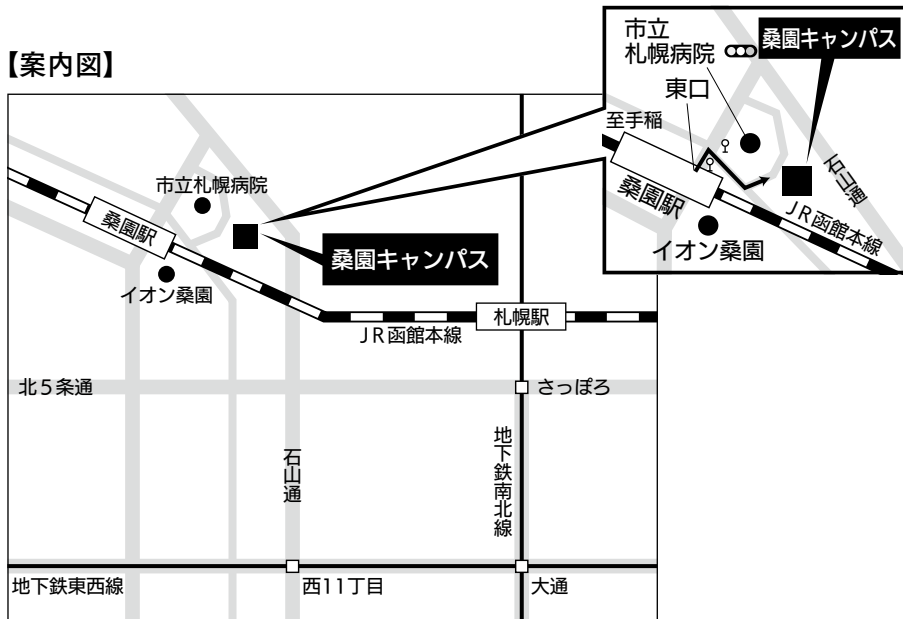 【案内図】
市立
札幌病院
桑園キャンパス
東口
至手稲
桑園駅
石山通
JR函館本線
イオン桑園
市立札幌病院
桑園駅
桑園キャンパス
イオン桑園
札幌駅
JR函館本線
北5条通
さっぽろ
石山通
地下鉄南北線
地下鉄東西線
西11丁目
大通